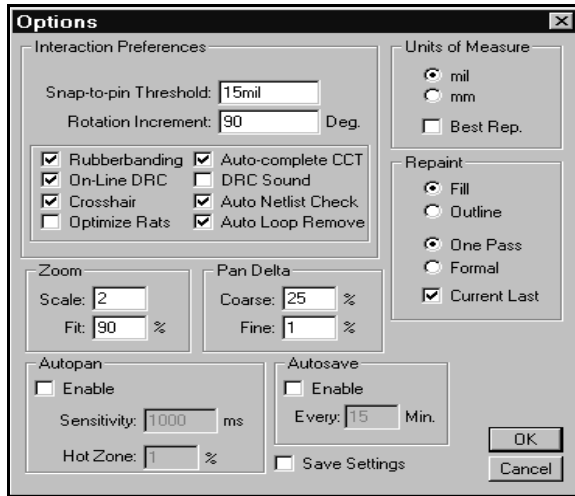 Options
Interaction Preferences
Snap-to-pin Threshold: 15mil
Rotation Increment: 90 Deg.
Rubberbanding Auto-complete CCT
On-Line DRC DRC Sound
Crosshair Auto Netlist Check
Optimize Rats Auto Loop Remove
Units of Measure
mil
mm
Best Rep.
Repaint
Fill
Outline
One Pass
Formal
Current Last
Zoom
Scale: 2
Fit: 90 %
Pan Delta
Coarse: 25 %
Fine: 1 %
Autopan
Enable
Sensitivity: 1000 ms
Hot Zone: 1 %
Autosave
Enable
Every: 15 Min.
Save Settings
OK
Cancel